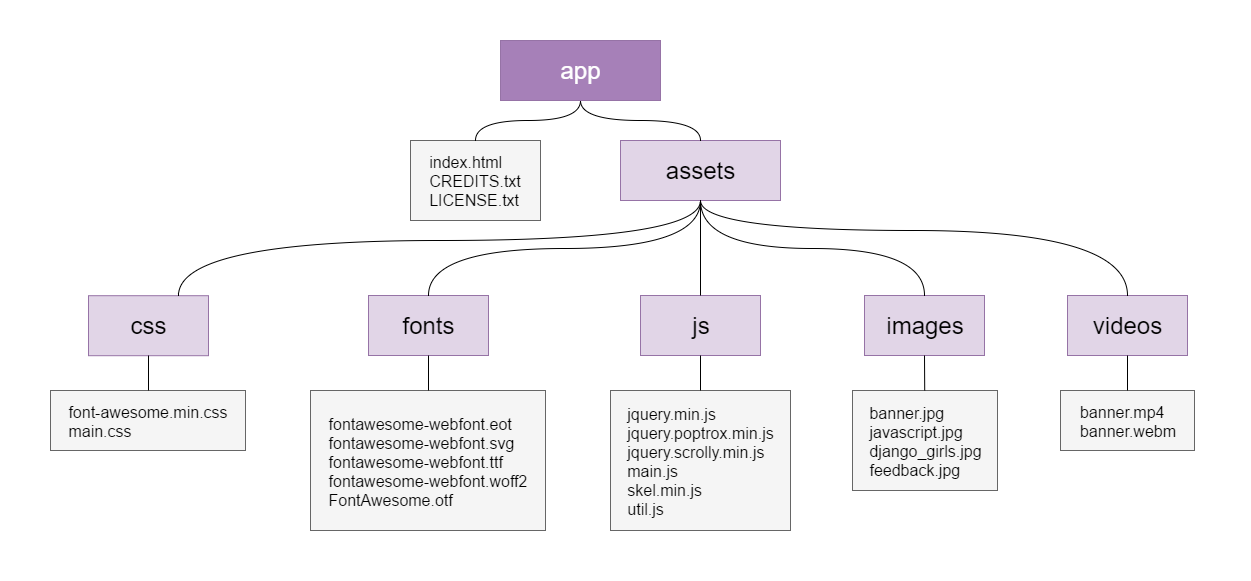 app
index.html
CREDITS.txt
LICENSE.txt
assets
css
fonts
js
images
videos
font-awesome.min.css
main.css
fontawesome-webfont.eot
fontawesome-webfont.svg
fontawesome-webfont.ttf
fontawesome-webfont.woff2
FontAwesome.otf
jquery.min.js
jquery.poptrox.min.js
jquery.scrolly.min.js
main.js
skel.min.js
util.js
banner.jpg
javascript.jpg
django_girls.jpg
feedback.jpg
banner.mp4
banner.webm